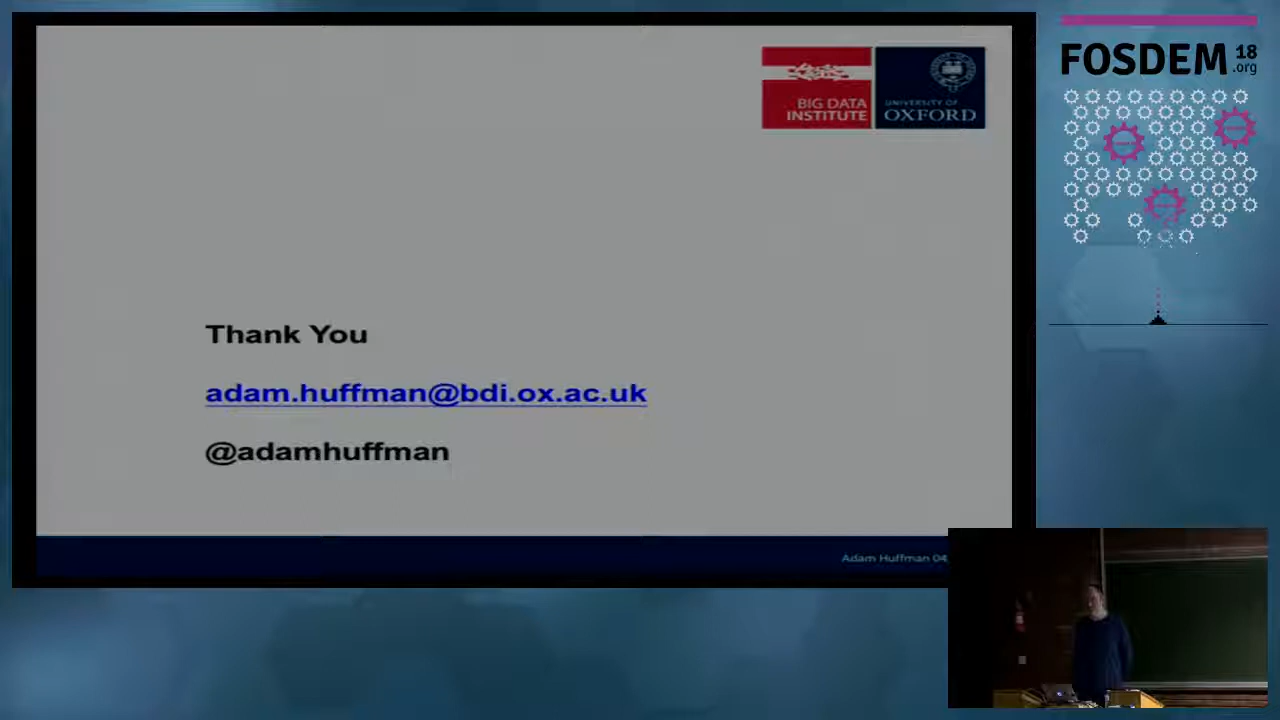 BIG DATA
INSTITUTE
UNIVERSITY OF
OXFORD
FOSDEM 18
.org
Thank You
adam.huffman@bdi.ox.ac.uk
@adamhuffman
Adam Huffman 04